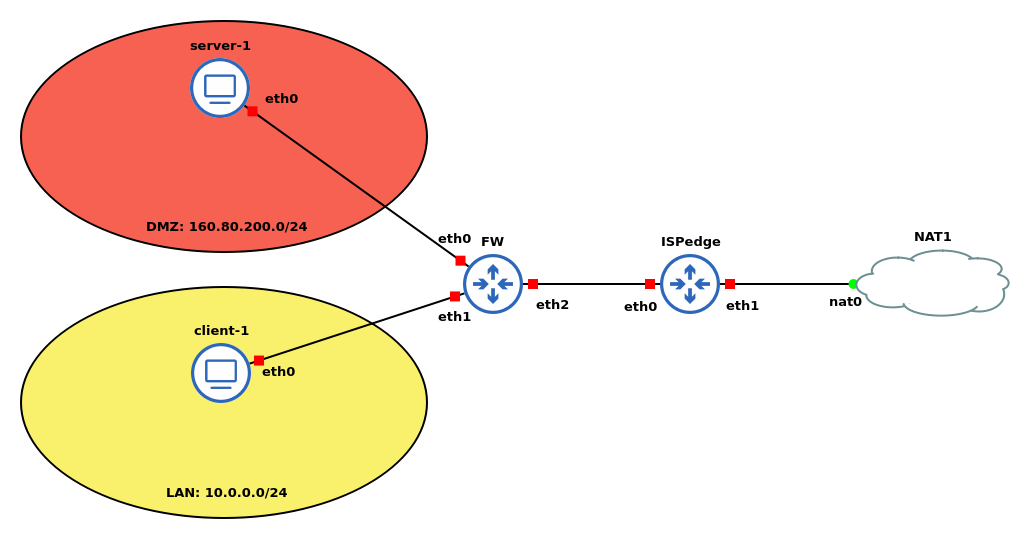 server-1
eth0
DMZ: 160.80.200.0/24
eth0
FW
eth1
eth2
ISPedge
eth0
eth1
NAT1
nat0
client-1
eth0
LAN: 10.0.0.0/24